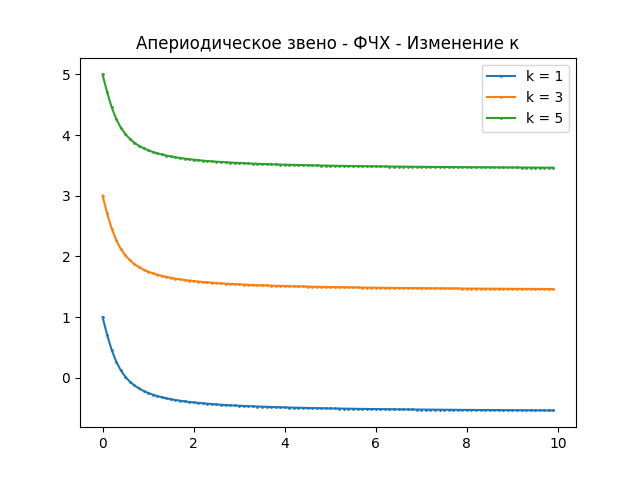 Апериодическое звено - ФЧХ - Изменение к
k = 1
k = 3
k = 5
5
4
3
2
1
0
0 2 4 6 8 10